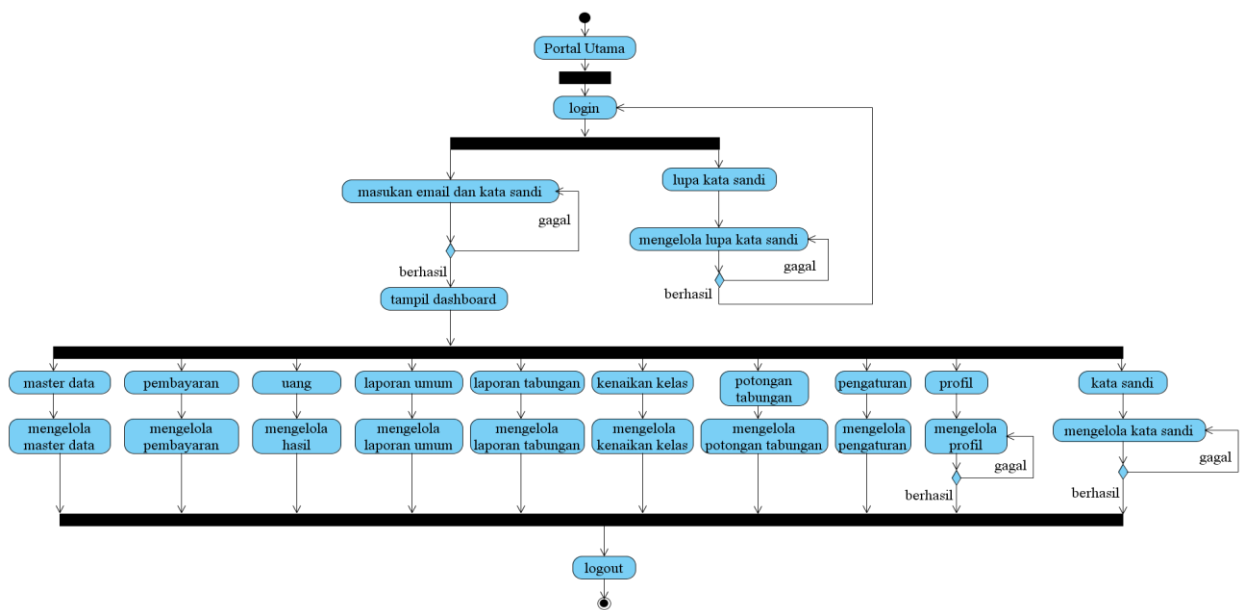 Portal Utama
login
masukan email dan kata sandi
gagal
berhasil
tampil dashboard
lupa kata sandi
mengelola lupa kata sandi
gagal
berhasil
master data
pembayaran
uang
laporan umum
laporan tabungan
kenaikan kelas
potongan
tabungan
pengaturan
profil
kata sandi
mengelola
master data
mengelola
pembayaran
mengelola
hasil
mengelola
laporan umum
mengelola
laporan tabungan
mengelola
kenaikan kelas
mengelola
potongan tabungan
mengelola
pengaturan
mengelola
profil
gagal
berhasil
mengelola kata sandi
gagal
berhasil
logout